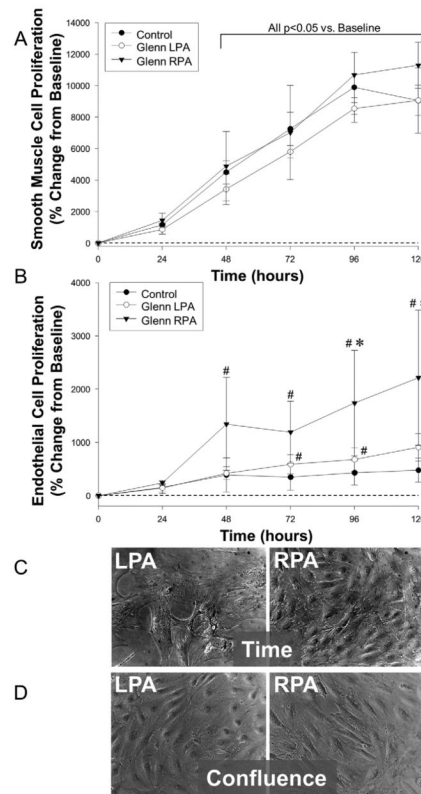 A
All p<0.05 vs. Baseline
Control
Glenn LPA
Glenn RPA
Smooth Muscle Cell Proliferation
(% Change from Baseline)
14000
12000
10000
8000
6000
4000
2000
0
0 24 48 72 96 120
Time (hours)
B
Control
Glenn LPA
Glenn RPA
Endothelial Cell Proliferation
(% Change from Baseline)
4000
3000
2000
1000
0
# # # * #
# #
0 24 48 72 96
Time (hours)
C
LPA RPA
Time
D
LPA RPA
Confluence